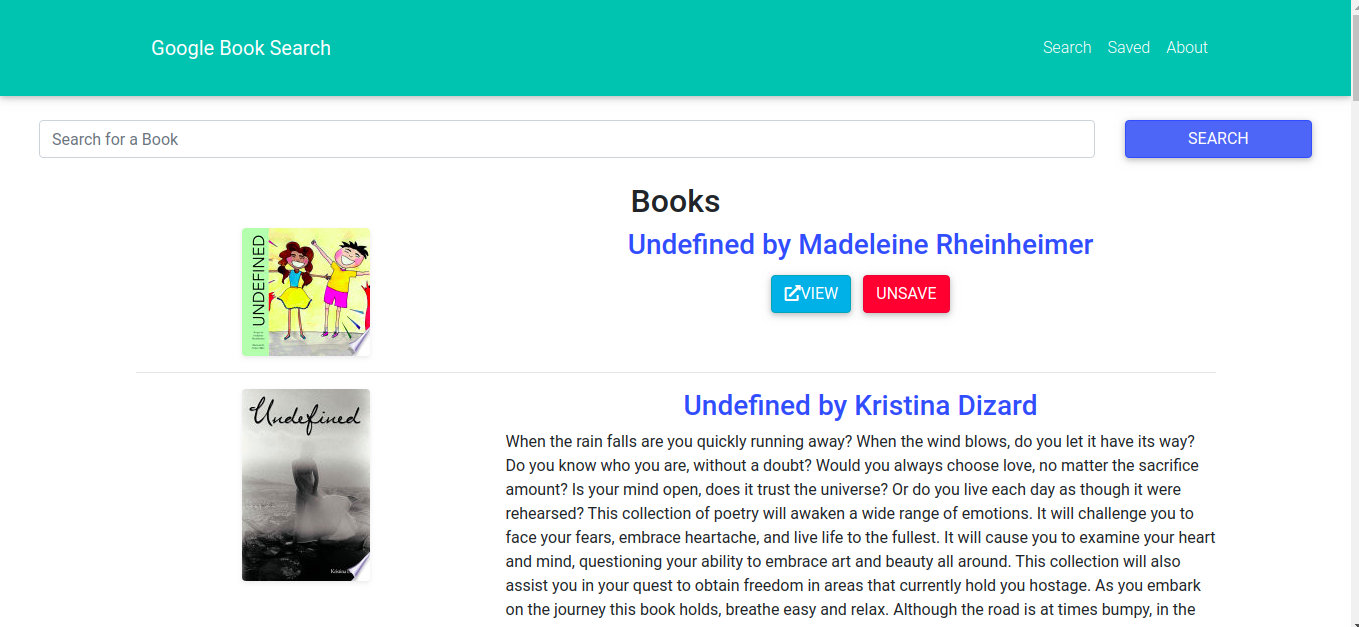 Google Book Search
Search Saved About
Search for a Book
SEARCH
Books
UNDEFINED
Undefined by Madeleine Rheinheimer
VIEW UNSAVE
Undefined
Undefined by Kristina Dizard
When the rain falls are you quickly running away? When the wind blows, do you let it have its way?
Do you know who you are, without a doubt? Would you always choose love, no matter the sacrifice
amount? Is your mind open, does it trust the universe? Or do you live each day as though it were
rehearsed? This collection of poetry will awaken a wide range of emotions. It will challenge you to
face your fears, embrace heartache, and live life to the fullest. It will cause you to examine your heart
and mind, questioning your ability to embrace art and beauty all around. This collection will also
assist you in your quest to obtain freedom in areas that currently hold you hostage. As you embark
on the journey this book holds, breathe easy and relax. Although the road is at times bumpy, in the